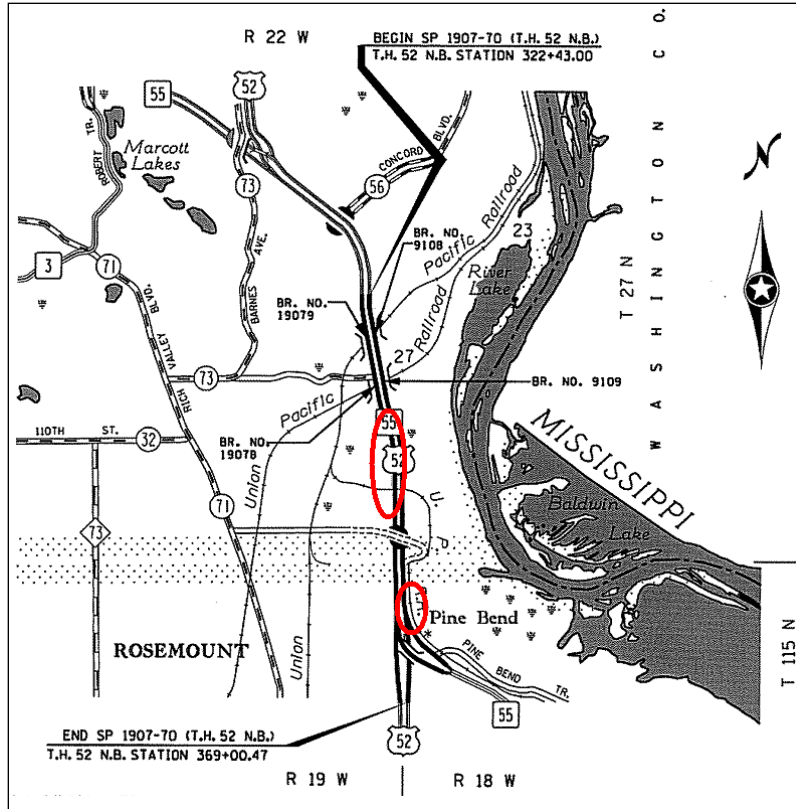 R 22 W
BEGIN SP 1907-70 (T.H. 52 N.B.)
T.H. 52 N.B. STATION 322+43.00
WASHINGTON CO.
55
52
ROBERT TR.
Marcott
Lakes
CONCORD BLVD.
73
56
N
BR. NO.
9108
Pacific Railroad
23
River
Lake
3
71
BARNES AVE.
T 27 N
BR. NO.
19079
RICH VALLEY BLVD.
Railroad
27
73
BR. NO. 9109
Union Pacific
55
110TH ST.
32
BR. NO.
19078
52
MISSISSIPPI
U.
Baldwin
Lake
71
73
P.
Pine Bend
ROSEMOUNT
Union
PINE BEND TR.
T 115 N
55
END SP 1907-70 (T.H. 52 N.B.)
T.H. 52 N.B. STATION 369+00.47
52
R 19 W
R 18 W